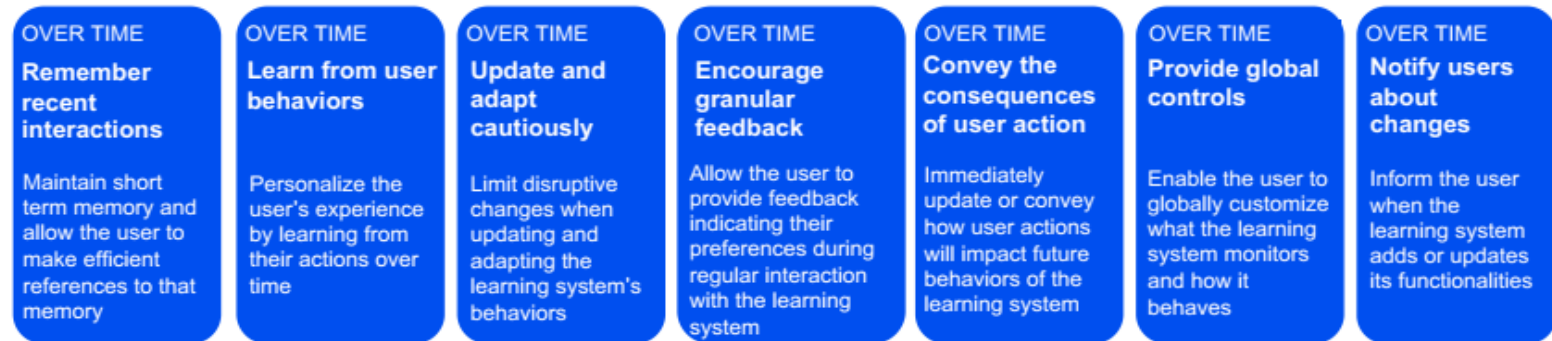 OVER TIME
Remember
recent
interactions
Maintain short
term memory and
allow the user to
make efficient
references to that
memory
OVER TIME
Learn from user
behaviors
Personalize the
user's experience
by learning from
their actions over
time
OVER TIME
Update and
adapt
cautiously
Limit disruptive
changes when
updating and
adapting the
learning system's
behaviors
OVER TIME
Encourage
granular
feedback
Allow the user to
provide feedback
indicating their
preferences during
regular interaction
with the learning
system
OVER TIME
Convey the
consequences
of user action
Immediately
update or convey
how user actions
will impact future
behaviors of the
learning system
OVER TIME
Provide global
controls
Enable the user to
globally customize
what the learning
system monitors
and how it
behaves
OVER TIME
Notify users
about
changes
Inform the user
when the
learning system
adds or updates
its functionalities